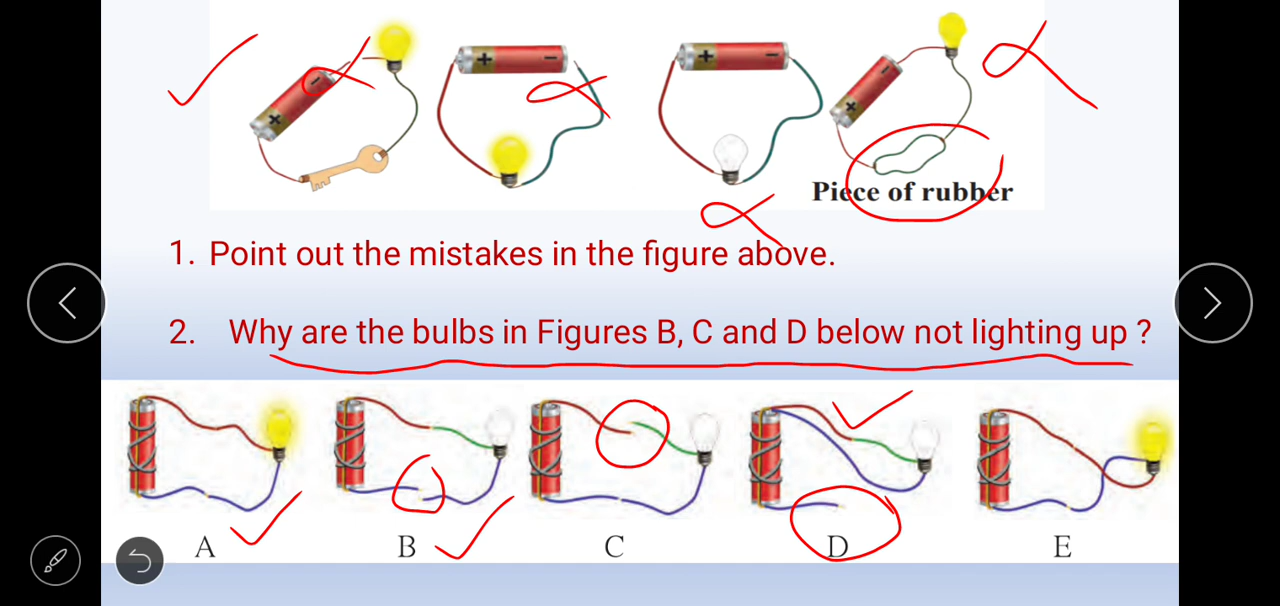 + −
+ −
+ −
+ −
Piece of rubber
1. Point out the mistakes in the figure above.
2. Why are the bulbs in Figures B, C and D below not lighting up ?
A B C D E